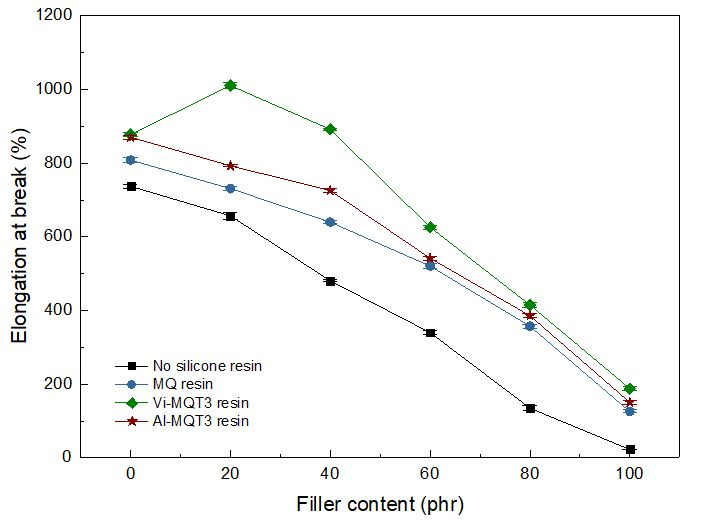 1200
1000
800
600
400
200
0
Elongation at break (%)
No silicone resin
MQ resin
Vi-MQT3 resin
Al-MQT3 resin
0 20 40 60 80 100
Filler content (phr)